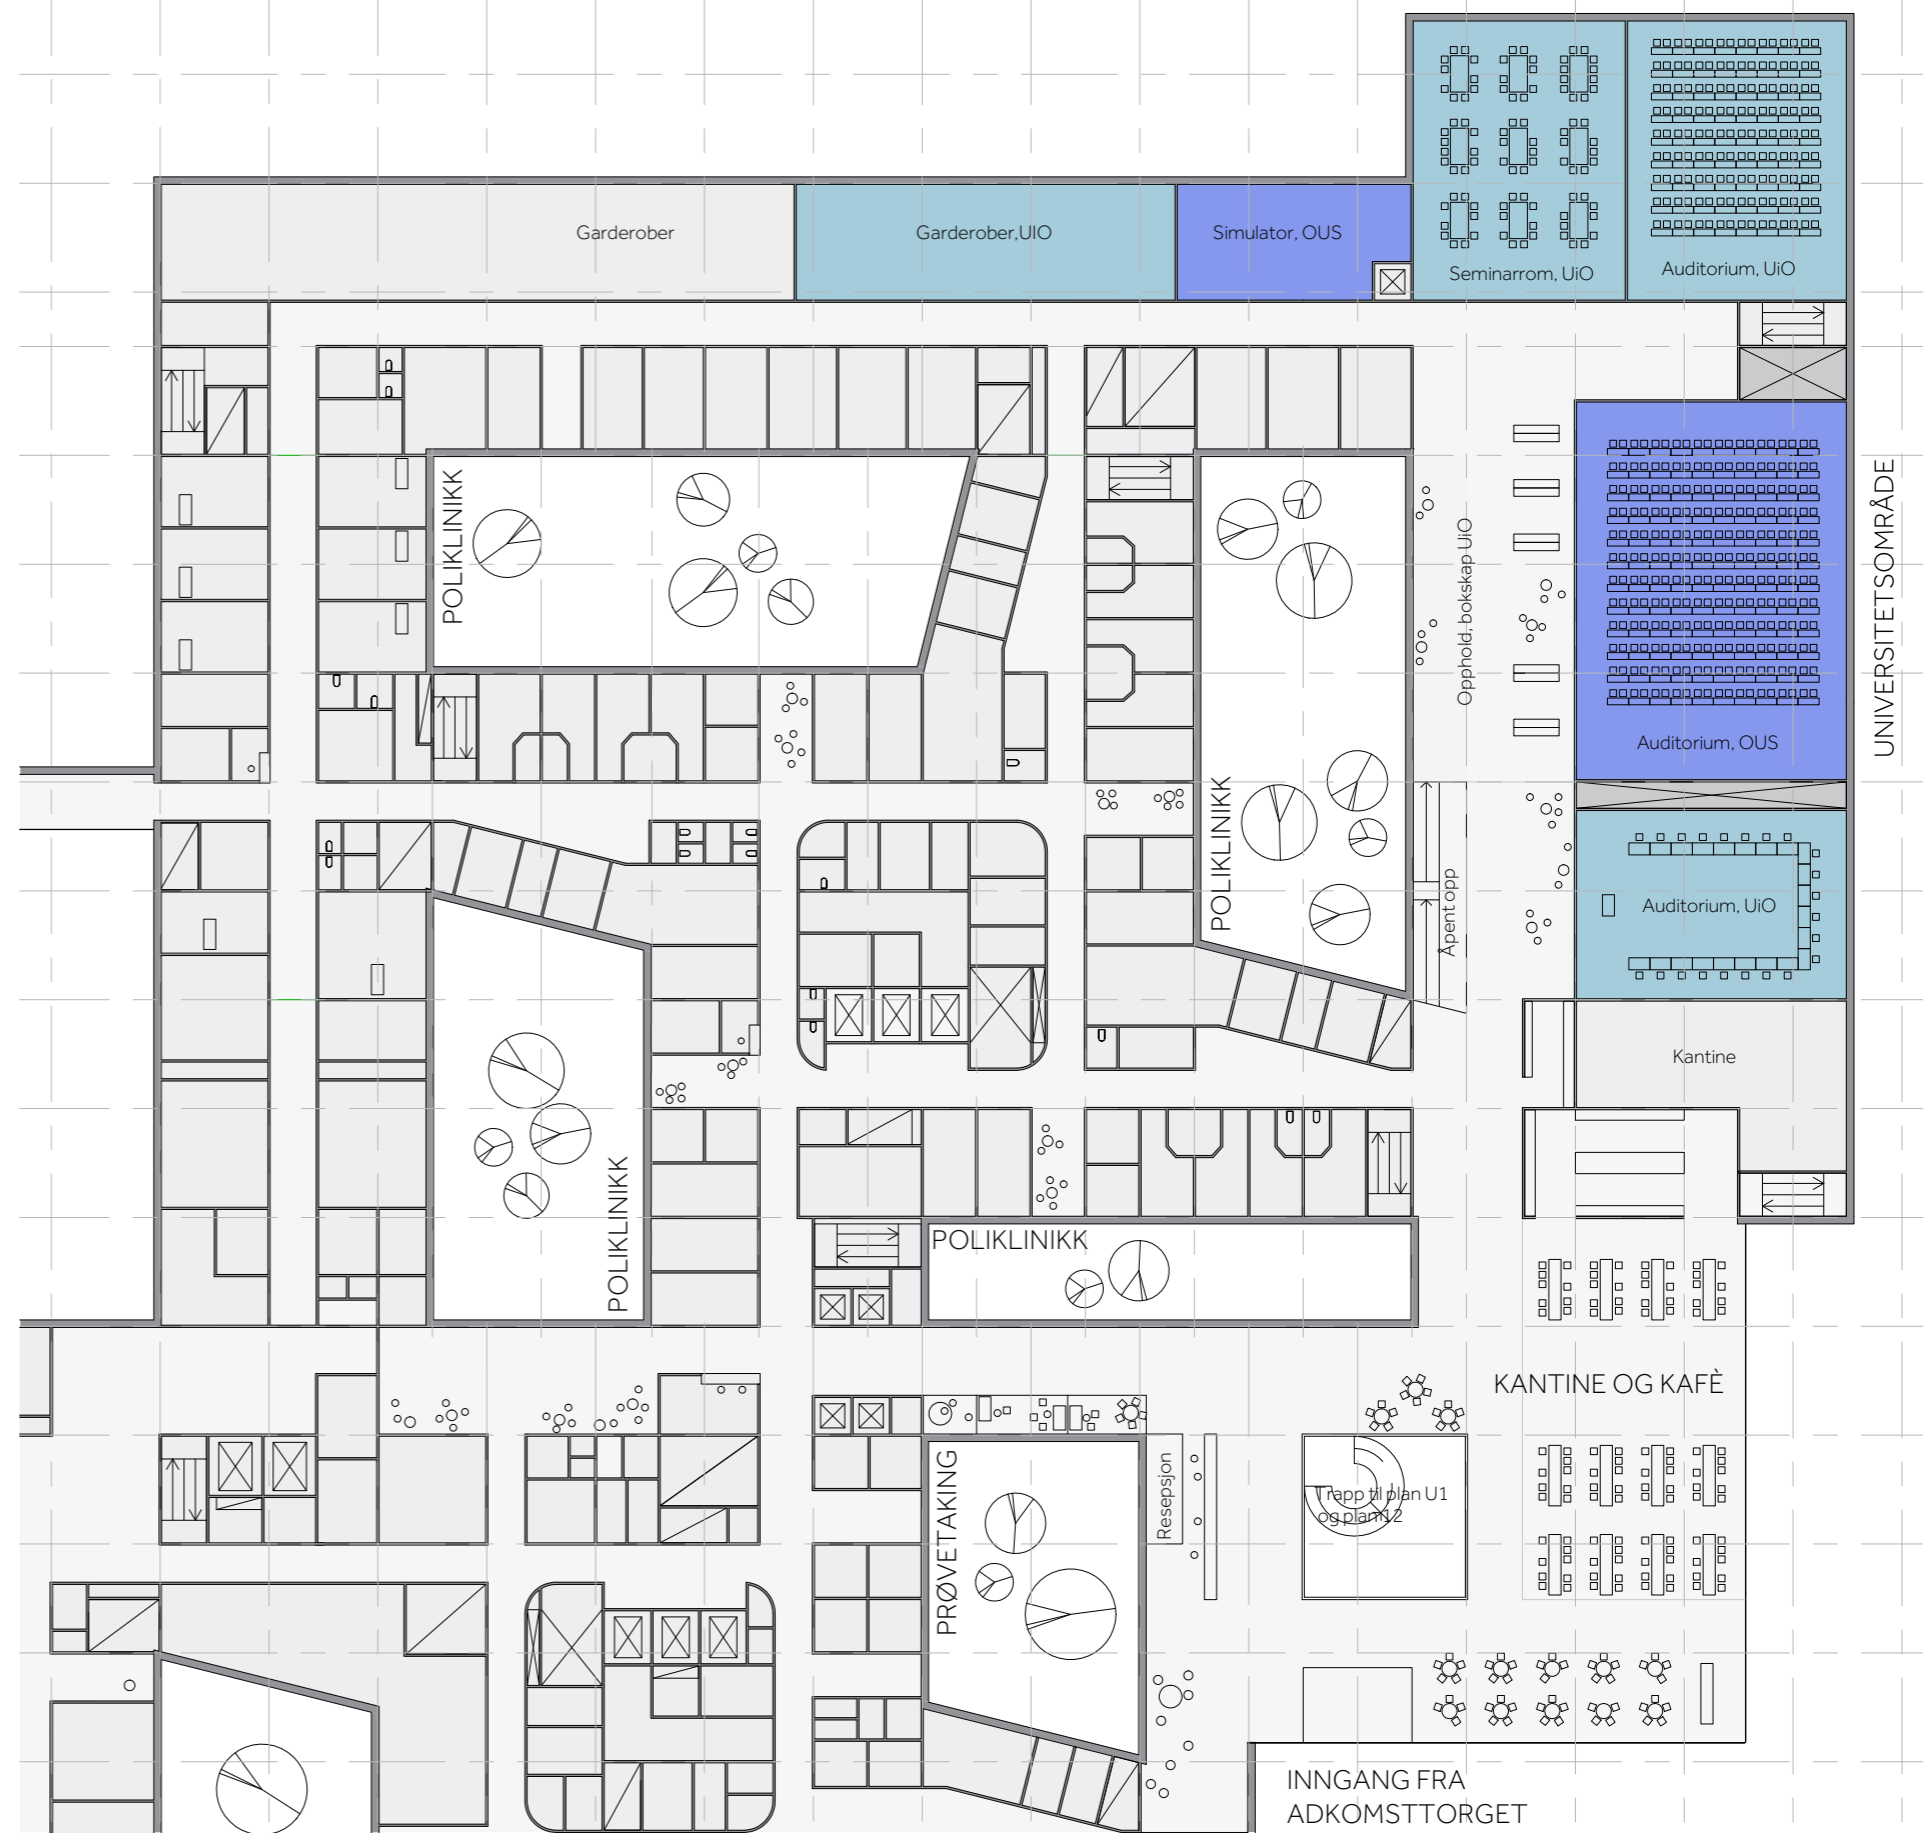 Garderober
Garderober,UIO
Simulator, OUS
Seminarrom, UiO
Auditorium, UiO
POLIKLINIKK
Opphold, bokskap UiO
UNIVERSITETSOMRÅDE
Auditorium, OUS
POLIKLINIKK
Åpent opp
Auditorium, UiO
Kantine
POLIKLINIKK
POLIKLINIKK
KANTINE OG KAFÈ
PRØVETAKING
Resepsjon
Trapp til plan U1
og plan 12
INNGANG FRA
ADKOMSTTORGET